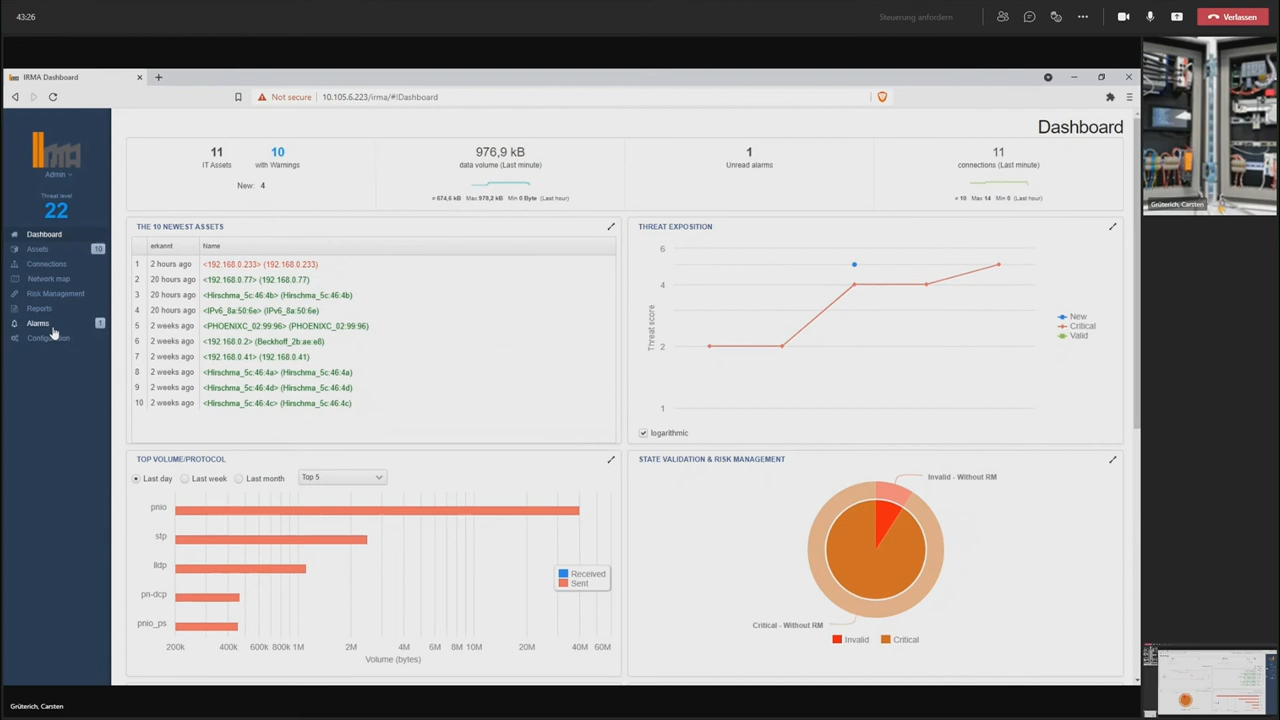 43:26
Steuerung anfordern
Verlassen
IRMA Dashboard
Not secure 10.105.6.223/irma/#!Dashboard
Dashboard
IRMA
Admin
Threat level
22
Dashboard
Assets 10
Connections
Network map
Risk Management
Reports
Alarms 1
11
IT Assets
10
with Warnings
New: 4
976,9 kB
data volume (Last minute)
⌀ 674,6 kB Max 978,2 kB Min 0 Byte (Last hour)
1
Unread alarms
11
connections (Last minute)
⌀ 10 Max 14 Min 0 (Last hour)
THE 10 NEWEST ASSETS
erkannt Name
1 2 hours ago <192.168.0.233> (192.168.0.233)
2 20 hours ago <192.168.0.77> (192.168.0.77)
3 20 hours ago <Hirschma_5c:46:4b> (Hirschma_5c:46:4b)
4 20 hours ago <IPv6_8a:50:6e> (IPv6_8a:50:6e)
5 2 weeks ago <PHOENIXC_02:99:96> (PHOENIXC_02:99:96)
6 2 weeks ago <192.168.0.2> (Beckhoff_2b:ae:e8)
7 2 weeks ago <192.168.0.41> (192.168.0.41)
8 2 weeks ago <Hirschma_5c:46:4a> (Hirschma_5c:46:4a)
9 2 weeks ago <Hirschma_5c:46:4d> (Hirschma_5c:46:4d)
10 2 weeks ago <Hirschma_5c:46:4c> (Hirschma_5c:46:4c)
THREAT EXPOSITION
6
4
2
1
Threat score
New
Critical
Valid
logarithmic
TOP VOLUME/PROTOCOL
Last day Last week Last month Top 5
pnio
stp
lldp
pn-dcp
pnio_ps
Received
Sent
200k 400k 600k 800k 1M 2M 4M 6M 8M 10M 20M 40M 60M
Volume (bytes)
STATE VALIDATION & RISK MANAGEMENT
Invalid - Without RM
Critical - Without RM
Invalid Critical
Grüterich, Carsten
Grüterich, Carsten